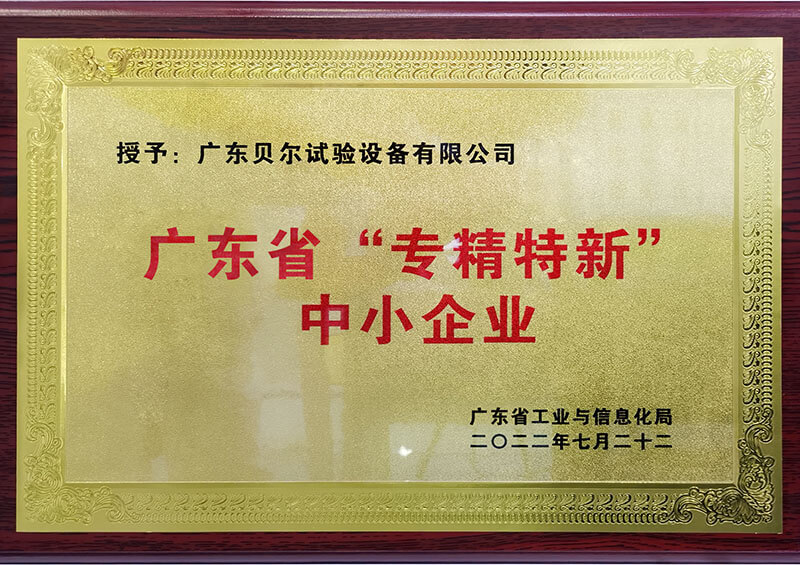 授予：广东贝尔试验设备有限公司
广东省“专精特新”
中小企业
广东省工业与信息化局
二〇二二年七月二十二